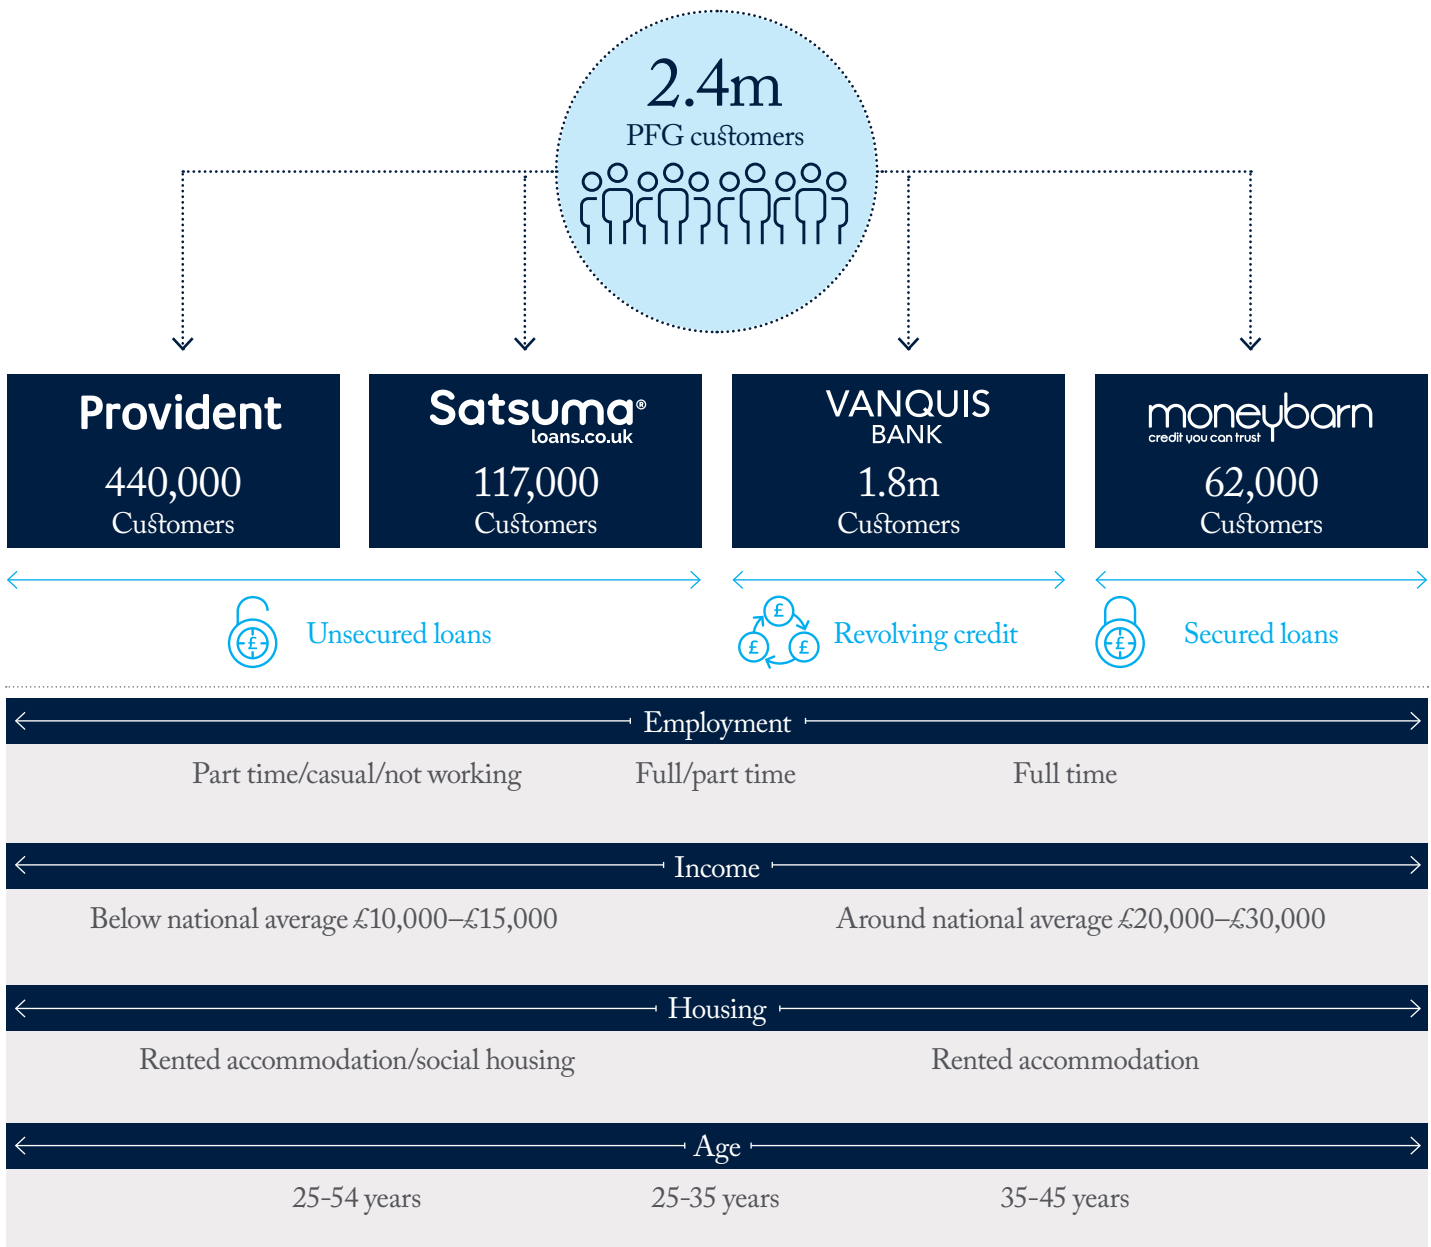 2.4m
PFG customers
Provident
440,000
Customers
Satsuma®
loans.co.uk
117,000
Customers
VANQUIS
BANK
1.8m
Customers
moneybarn
credit you can trust
62,000
Customers
£
Unsecured loans
£
£
£
Revolving credit
£
Secured loans
Employment
Part time/casual/not working
Full/part time
Full time
Income
Below national average £10,000–£15,000
Around national average £20,000–£30,000
Housing
Rented accommodation/social housing
Rented accommodation
Age
25-54 years
25-35 years
35-45 years